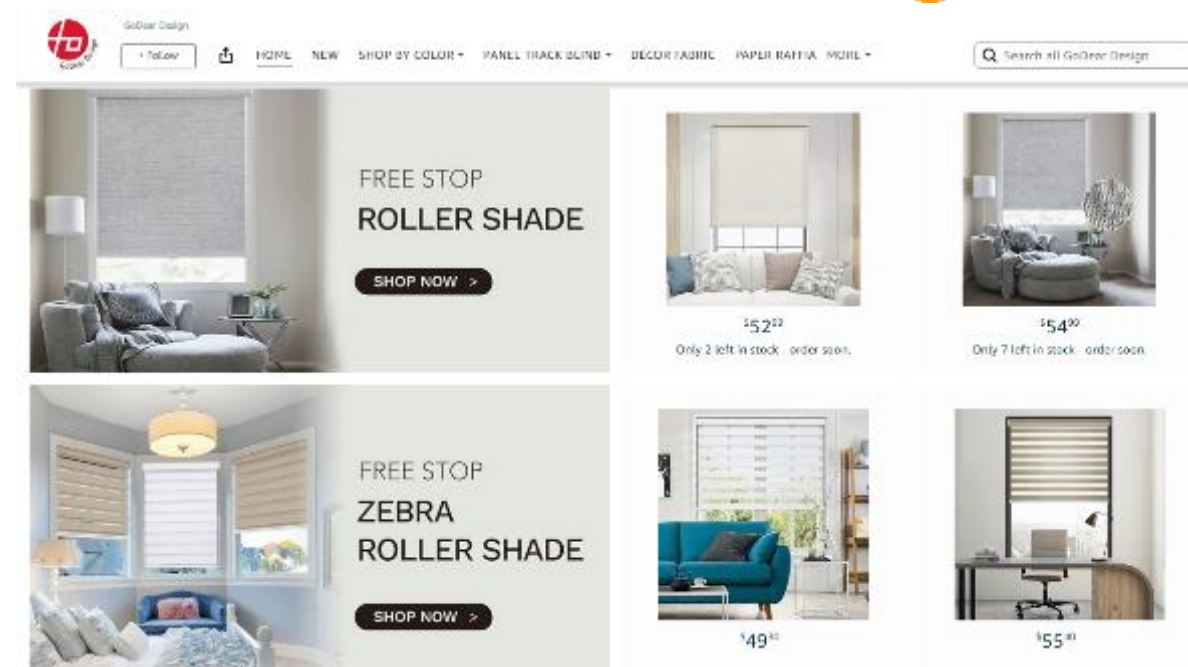 GoDear Design
+ Follow
HOME NEW SHOP BY COLOR PANEL TRACK BLIND DÉCOR FABRIC PAPER RAFFIA MORE
Search all GoDear Design
FREE STOP
ROLLER SHADE
SHOP NOW >
$52
Only 2 left in stock - order soon.
$54⁹⁹
Only 7 left in stock - order soon.
FREE STOP
ZEBRA
ROLLER SHADE
SHOP NOW >
$49
$55